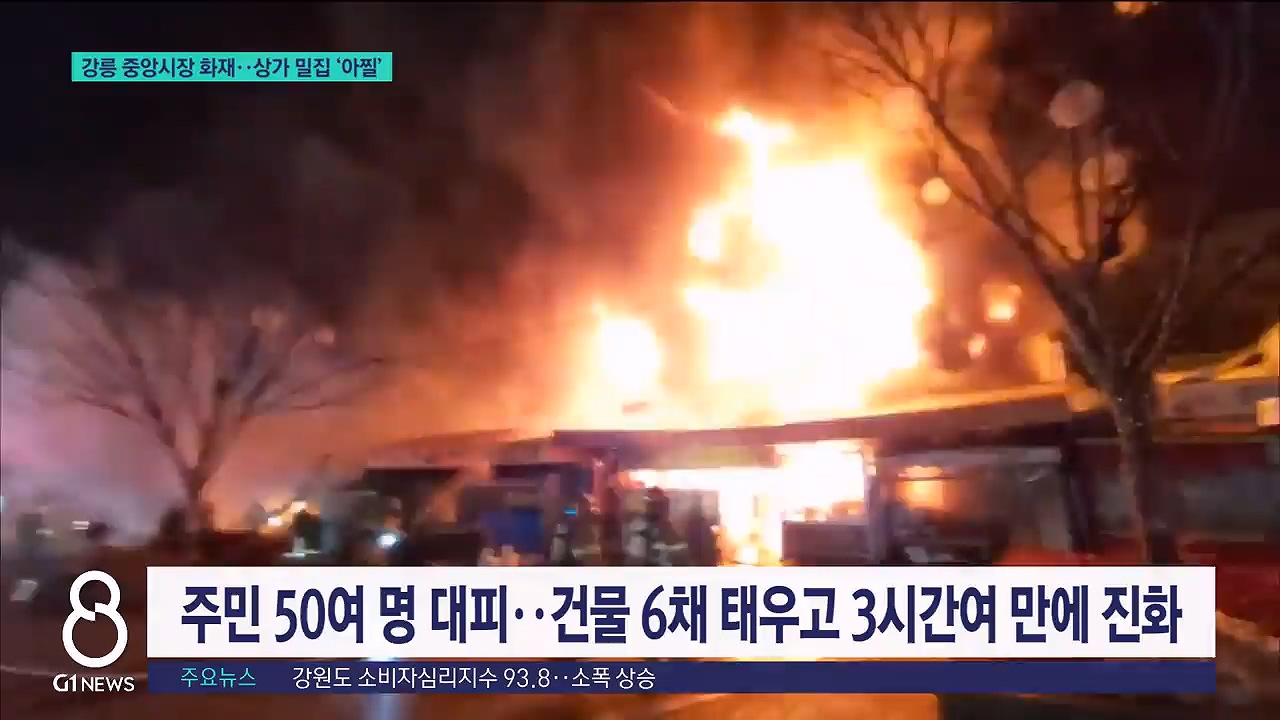 강릉 중앙시장 화재‥상가 밀집 '아찔'
주민 50여 명 대피‥건물 6채 태우고 3시간여 만에 진화
8
G1 NEWS
주요뉴스 강원도 소비자심리지수 93.8‥소폭 상승